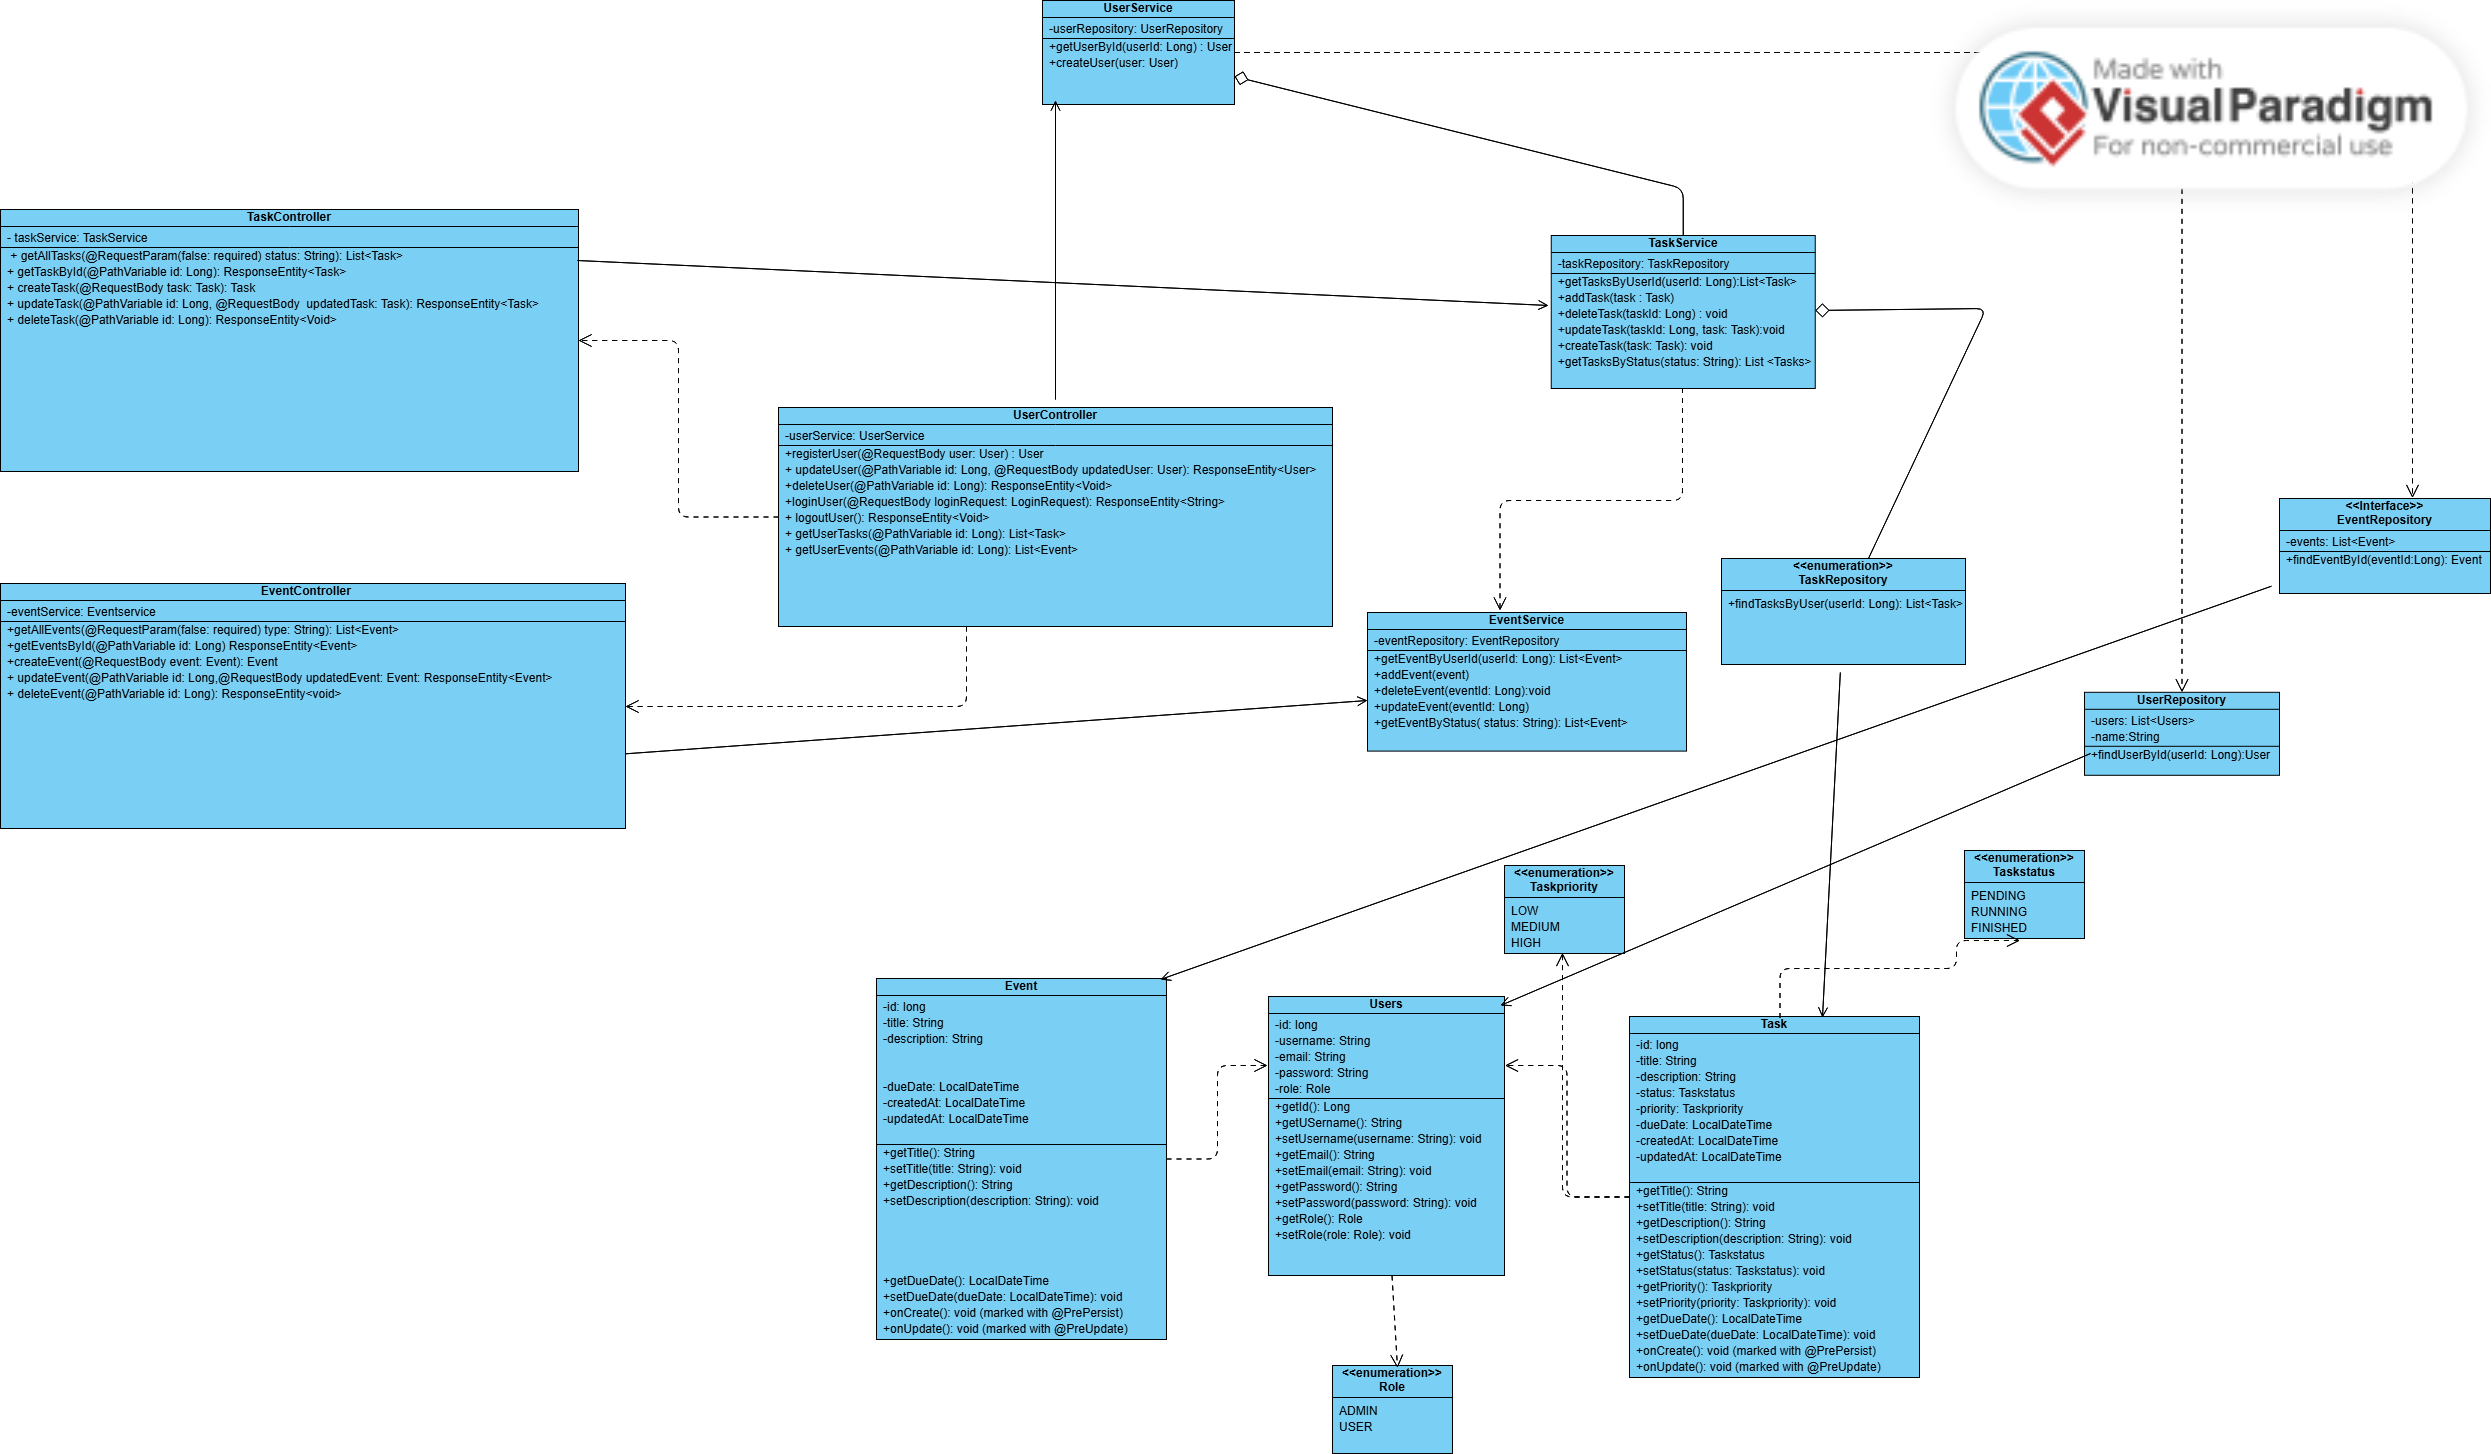 UserService
-userRepository: UserRepository
+getUserById(userId: Long) : User
+createUser(user: User)
Made with
Visual Paradigm
For non-commercial use
TaskController
- taskService: TaskService
+ getAllTasks(@RequestParam(false: required) status: String): List<Task>
+ getTaskById(@PathVariable id: Long): ResponseEntity<Task>
+ createTask(@RequestBody task: Task): Task
+ updateTask(@PathVariable id: Long, @RequestBody  updatedTask: Task): ResponseEntity<Task>
+ deleteTask(@PathVariable id: Long): ResponseEntity<Void>
TaskService
-taskRepository: TaskRepository
+getTasksByUserId(userId: Long):List<Task>
+addTask(task : Task)
+deleteTask(taskId: Long) : void
+updateTask(taskId: Long, task: Task):void
+createTask(task: Task): void
+getTasksByStatus(status: String): List <Tasks>
UserController
-userService: UserService
+registerUser(@RequestBody user: User) : User
+ updateUser(@PathVariable id: Long, @RequestBody updatedUser: User): ResponseEntity<User>
+deleteUser(@PathVariable id: Long): ResponseEntity<Void>
+loginUser(@RequestBody loginRequest: LoginRequest): ResponseEntity<String>
+ logoutUser(): ResponseEntity<Void>
+ getUserTasks(@PathVariable id: Long): List<Task>
+ getUserEvents(@PathVariable id: Long): List<Event>
<<Interface>>
EventRepository
-events: List<Event>
+findEventById(eventId:Long): Event
<<enumeration>>
TaskRepository
+findTasksByUser(userId: Long): List<Task>
EventController
-eventService: Eventservice
+getAllEvents(@RequestParam(false: required) type: String): List<Event>
+getEventsById(@PathVariable id: Long) ResponseEntity<Event>
+createEvent(@RequestBody event: Event): Event
+ updateEvent(@PathVariable id: Long,@RequestBody updatedEvent: Event: ResponseEntity<Event>
+ deleteEvent(@PathVariable id: Long): ResponseEntity<void>
EventService
-eventRepository: EventRepository
+getEventByUserId(userId: Long): List<Event>
+addEvent(event)
+deleteEvent(eventId: Long):void
+updateEvent(eventId: Long)
+getEventByStatus( status: String): List<Event>
UserRepository
-users: List<Users>
-name:String
+findUserById(userId: Long):User
<<enumeration>>
Taskpriority
LOW
MEDIUM
HIGH
<<enumeration>>
Taskstatus
PENDING
RUNNING
FINISHED
Event
-id: long
-title: String
-description: String
-dueDate: LocalDateTime
-createdAt: LocalDateTime
-updatedAt: LocalDateTime
+getTitle(): String
+setTitle(title: String): void
+getDescription(): String
+setDescription(description: String): void
+getDueDate(): LocalDateTime
+setDueDate(dueDate: LocalDateTime): void
+onCreate(): void (marked with @PrePersist)
+onUpdate(): void (marked with @PreUpdate)
Users
-id: long
-username: String
-email: String
-password: String
-role: Role
+getId(): Long
+getUSername(): String
+setUsername(username: String): void
+getEmail(): String
+setEmail(email: String): void
+getPassword(): String
+setPassword(password: String): void
+getRole(): Role
+setRole(role: Role): void
Task
-id: long
-title: String
-description: String
-status: Taskstatus
-priority: Taskpriority
-dueDate: LocalDateTime
-createdAt: LocalDateTime
-updatedAt: LocalDateTime
+getTitle(): String
+setTitle(title: String): void
+getDescription(): String
+setDescription(description: String): void
+getStatus(): Taskstatus
+setStatus(status: Taskstatus): void
+getPriority(): Taskpriority
+setPriority(priority: Taskpriority): void
+getDueDate(): LocalDateTime
+setDueDate(dueDate: LocalDateTime): void
+onCreate(): void (marked with @PrePersist)
+onUpdate(): void (marked with @PreUpdate)
<<enumeration>>
Role
ADMIN
USER